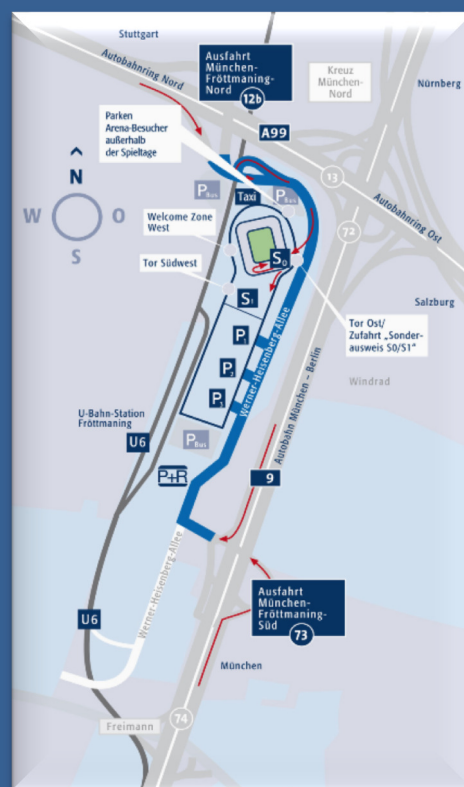 Stuttgart
Autobahnring Nord
Ausfahrt
München-
Fröttmaning-
Nord
12b
Kreuz
München-
Nord
Nürnberg
Parken
Arena-Besucher
außerhalb
der Spieltage
A99
N
W O
S
P Bus
Taxi
P Bus
13
Autobahnring Ost
72
Welcome Zone
West
Tor Südwest
S0
S1
Salzburg
Tor Ost/
Zufahrt „Sonder-
ausweis S0/S1“
Werner-Heisenberg-Allee
Autobahn München – Berlin
Windrad
P1
P2
P3
U-Bahn-Station
Fröttmaning
U6
P Bus
P+R
9
Werner-Heisenberg-Allee
Ausfahrt
München-
Fröttmaning-
Süd
73
U6
München
74
Freimann